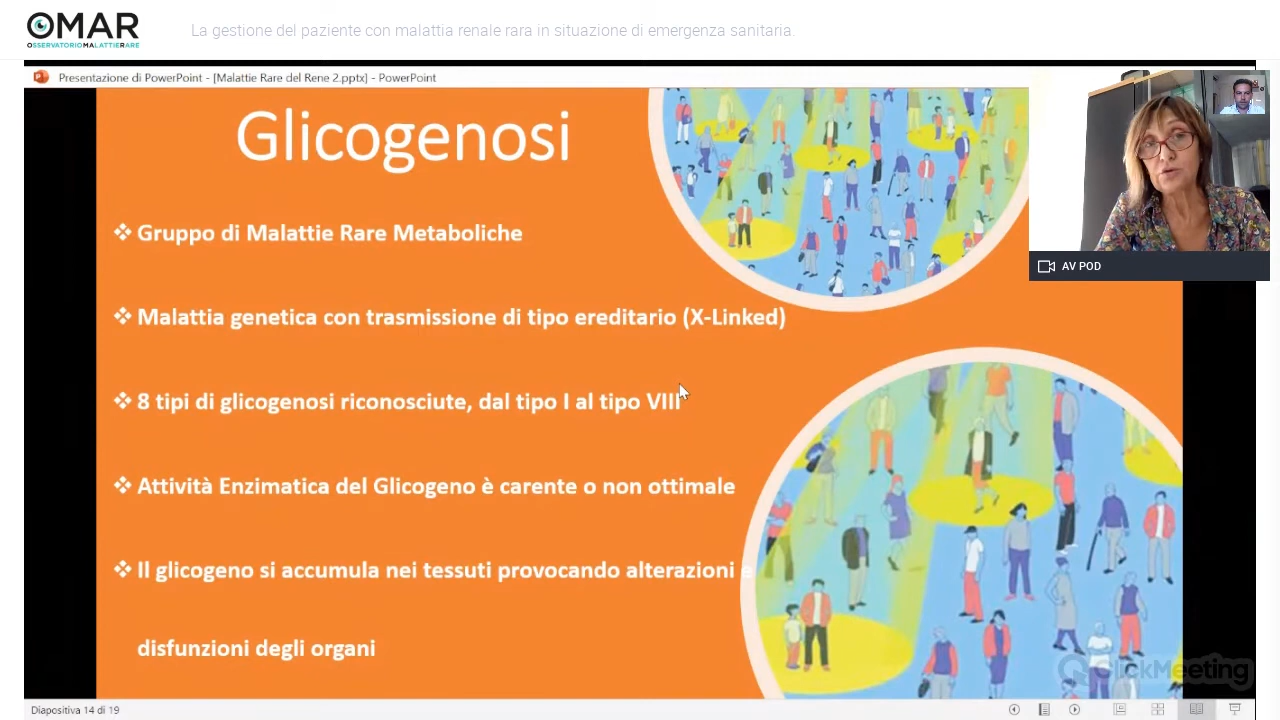 OMAR
OSSERVATORIOMALATTIERARE
La gestione del paziente con malattia renale rara in situazione di emergenza sanitaria.
Presentazione di PowerPoint - [Malattie Rare del Rene 2.pptx] - PowerPoint
Glicogenosi
❖ Gruppo di Malattie Rare Metaboliche
❖ Malattia genetica con trasmissione di tipo ereditario (X-Linked)
❖ 8 tipi di glicogenosi riconosciute, dal tipo I al tipo VIII
❖ Attività Enzimatica del Glicogeno è carente o non ottimale
❖ Il glicogeno si accumula nei tessuti provocando alterazioni e
disfunzioni degli organi
AV POD
ClickMeeting
Diapositiva 14 di 19